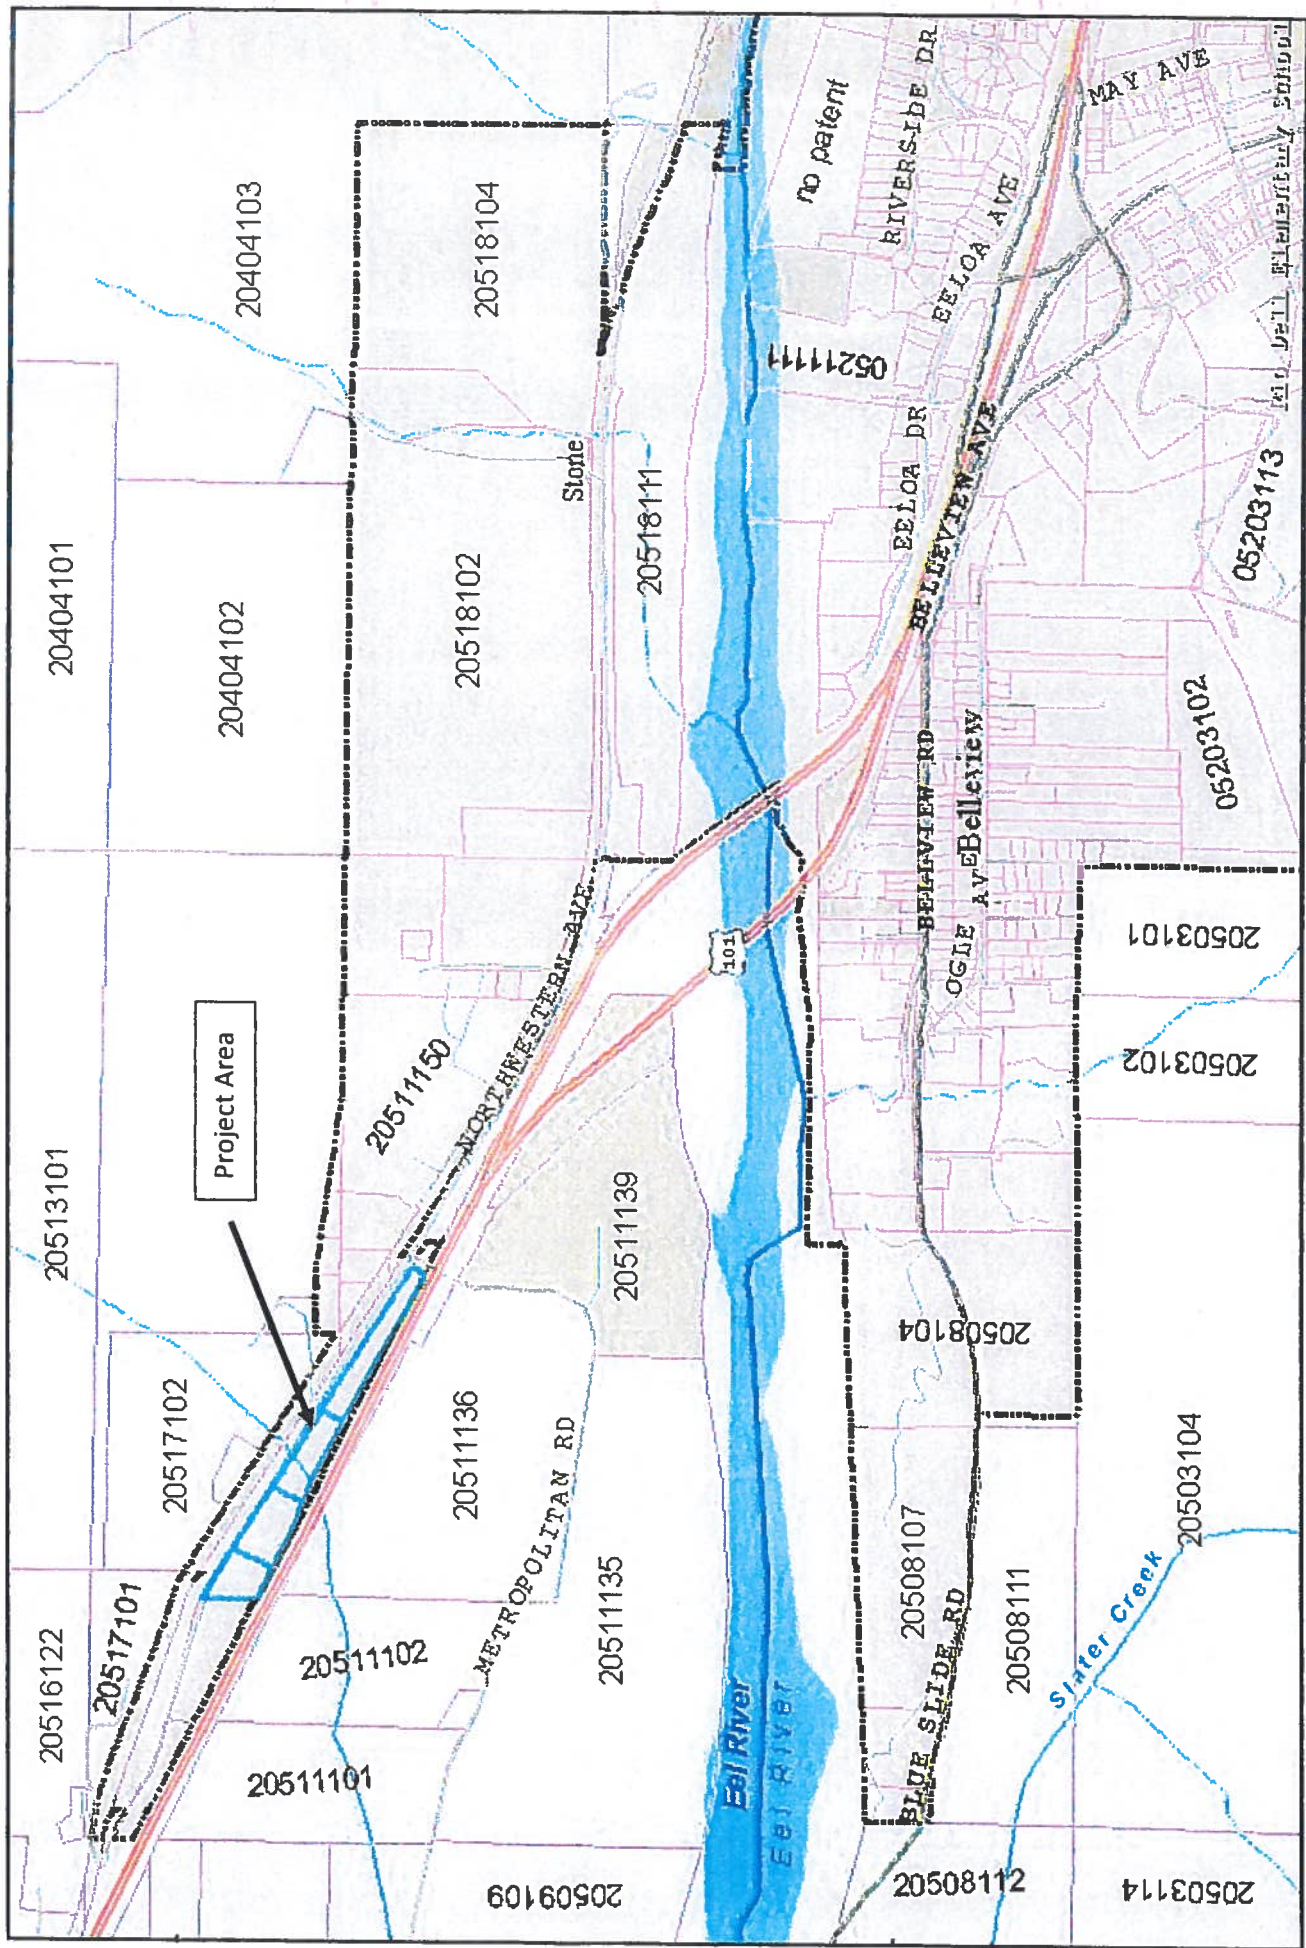 20404101
20404103
20404102
20518104
20518102
Stone
20518111
no patent
RIVERSIDE DR
EELOA AVE
MAY AVE
05211111
EELOA DR
BELLEVIEW AVE
05203113
05203102
20513101
Project Area
20511150
NORTHWESTERN AVE
101
BELLVIEW RD
Belleview
OGLE AVE
20503101
20503102
20517102
20511139
20511136
METROPOLITAN RD
20508104
20516122
20517101
20511102
20511101
20511135
20509109
Eel River
Eel River
20508107
BLUE SLIDE RD
20508111
20508112
Slater Creek
20503104
20503114